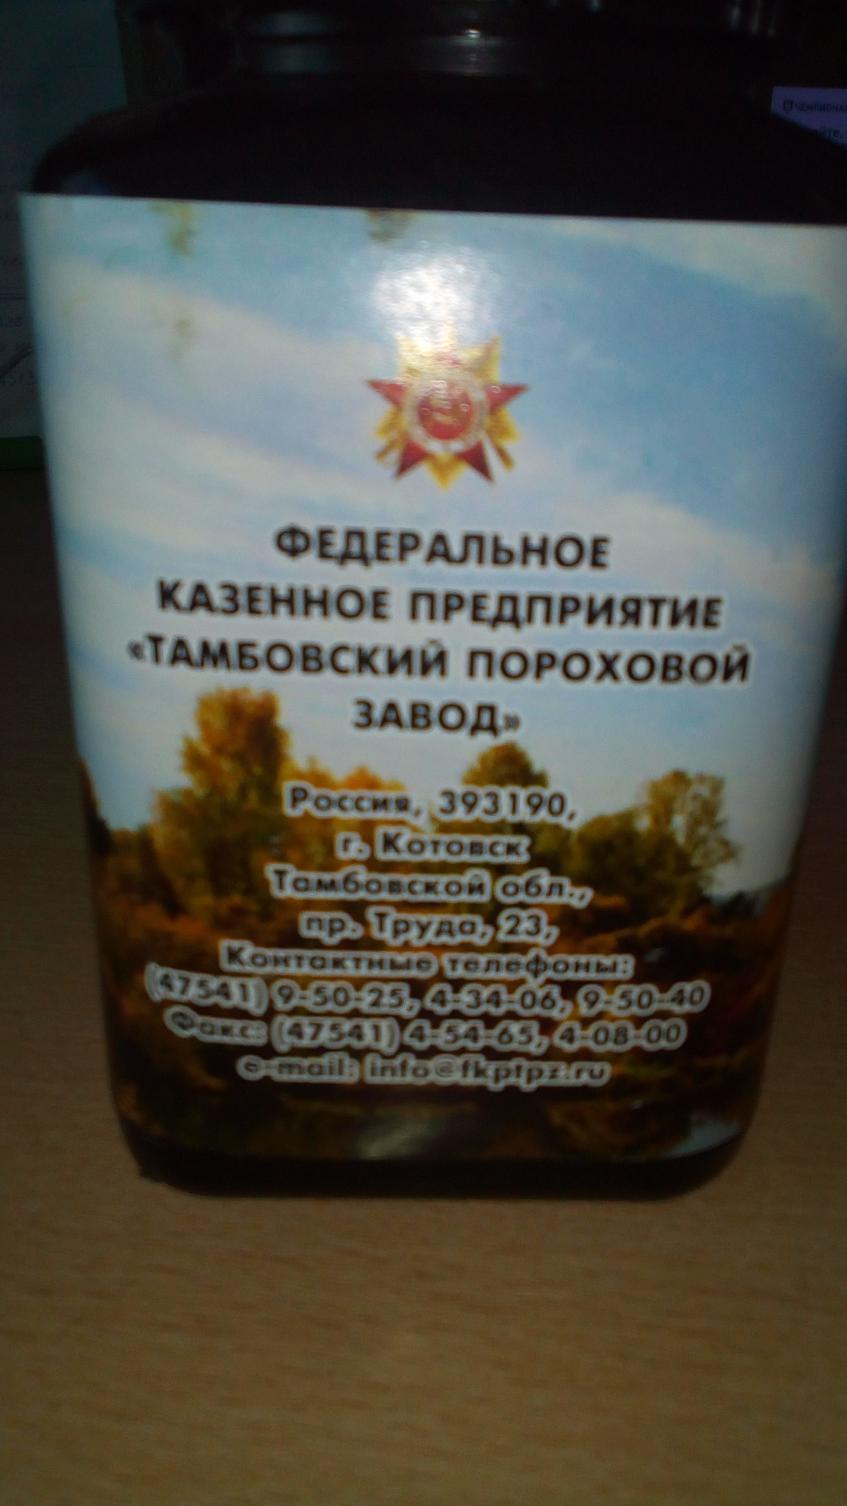 ФЕДЕРАЛЬНОЕ
КАЗЕННОЕ ПРЕДПРИЯТИЕ
«ТАМБОВСКИЙ ПОРОХОВОЙ
ЗАВОД»
Россия, 393190,
г. Котовск
Тамбовской обл.,
пр. Труда, 23,
Контактные телефоны:
(47541) 9-50-25, 4-34-06, 9-50-40
Факс: (47541) 4-54-65, 4-08-00
e-mail: info@fkptpz.ru